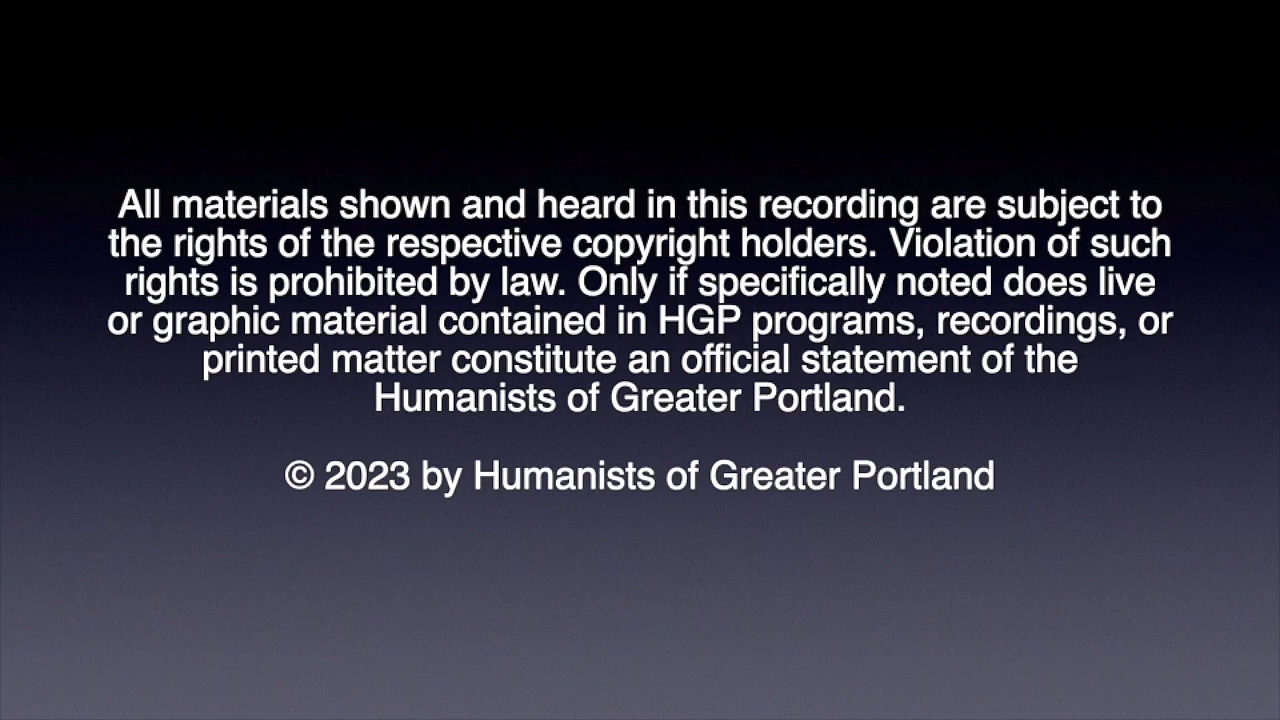 All materials shown and heard in this recording are subject to
the rights of the respective copyright holders. Violation of such
rights is prohibited by law. Only if specifically noted does live
or graphic material contained in HGP programs, recordings, or
printed matter constitute an official statement of the
Humanists of Greater Portland.
© 2023 by Humanists of Greater Portland